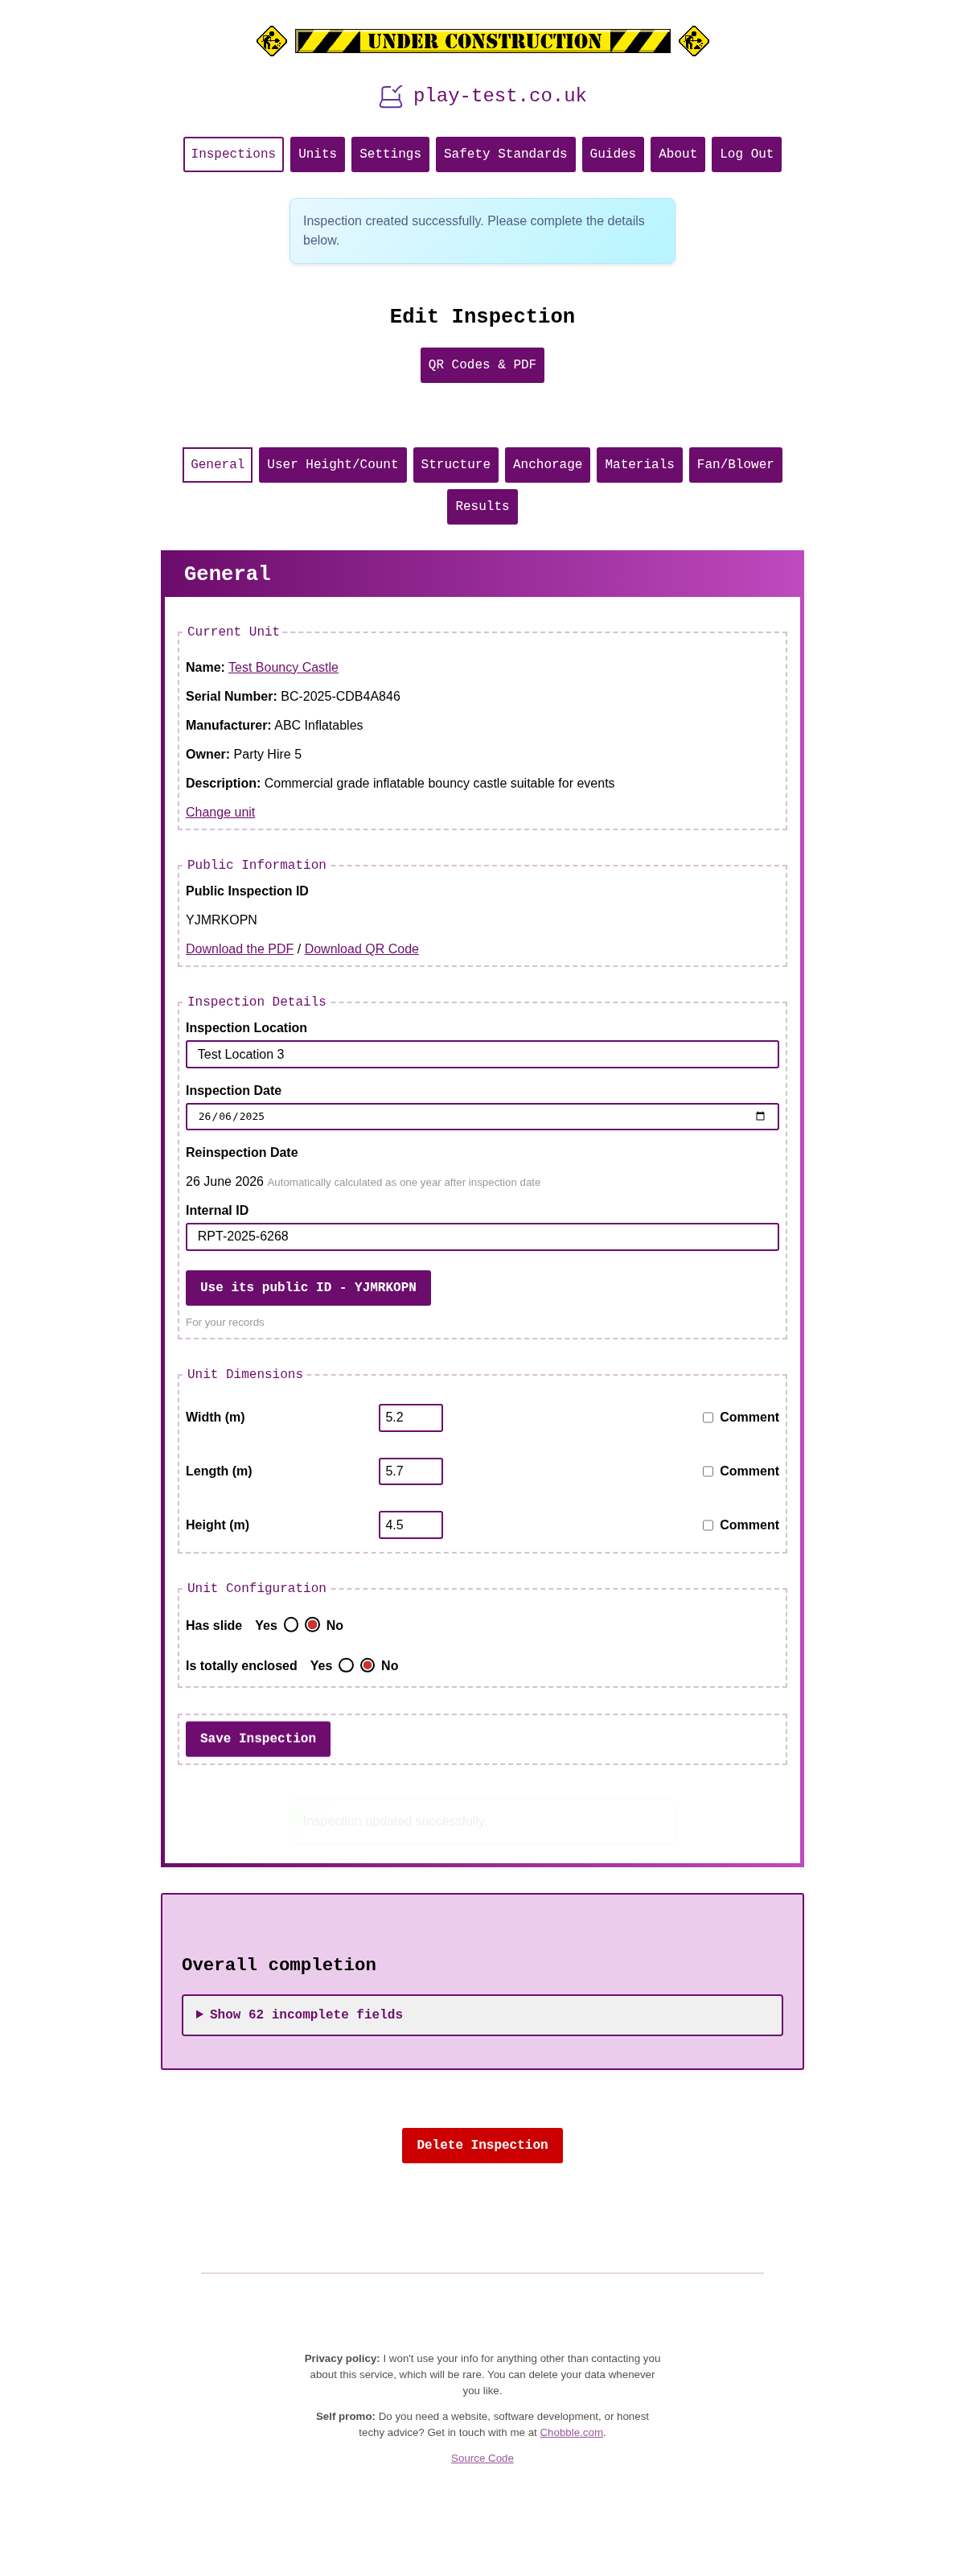 UNDER CONSTRUCTION
play-test.co.uk
Inspections Units Settings Safety Standards Guides About Log Out
Inspection created successfully. Please complete the details
below.
Edit Inspection
QR Codes & PDF
General User Height/Count Structure Anchorage Materials Fan/Blower
Results
General
Current Unit
Name: Test Bouncy Castle
Serial Number: BC-2025-CDB4A846
Manufacturer: ABC Inflatables
Owner: Party Hire 5
Description: Commercial grade inflatable bouncy castle suitable for events
Change unit
Public Information
Public Inspection ID
YJMRKOPN
Download the PDF / Download QR Code
Inspection Details
Inspection Location
Test Location 3
Inspection Date
26/06/2025
Reinspection Date
26 June 2026 Automatically calculated as one year after inspection date
Internal ID
RPT-2025-6268
Use its public ID - YJMRKOPN
For your records
Unit Dimensions
Width (m) 5.2 Comment
Length (m) 5.7 Comment
Height (m) 4.5 Comment
Unit Configuration
Has slide Yes No
Is totally enclosed Yes No
Save Inspection
Inspection updated successfully.
Overall completion
Show 62 incomplete fields
Delete Inspection
Privacy policy: I won't use your info for anything other than contacting you
about this service, which will be rare. You can delete your data whenever
you like.
Self promo: Do you need a website, software development, or honest
techy advice? Get in touch with me at Chobble.com.
Source Code